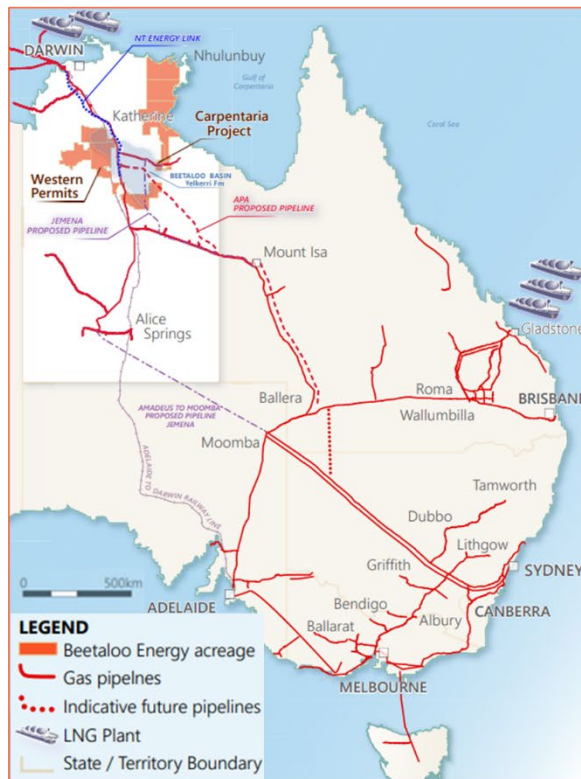 NT ENERGY LINK
DARWIN
Nhulunbuy
Gulf of
Carpentaria
Coral Sea
Katherine
Carpentaria
Project
Western
Permits
BEETALOO BASIN
Yelkerri Fm
JEMENA
PROPOSED PIPELINE
APA
PROPOSED PIPELINE
Mount Isa
Alice
Springs
Gladstone
Ballera
Roma
BRISBANE
Wallumbilla
AMADEUS TO MOOMBA
PROPOSED PIPELINE
JEMENA
Moomba
ADELAIDE TO DARWIN RAILWAY LINE
Tamworth
Dubbo
Lithgow
Griffith
SYDNEY
0 500km
ADELAIDE
Bendigo
CANBERRA
Ballarat
Albury
MELBOURNE
LEGEND
Beetaloo Energy acreage
Gas pipelnes
Indicative future pipelines
LNG Plant
State / Territory Boundary